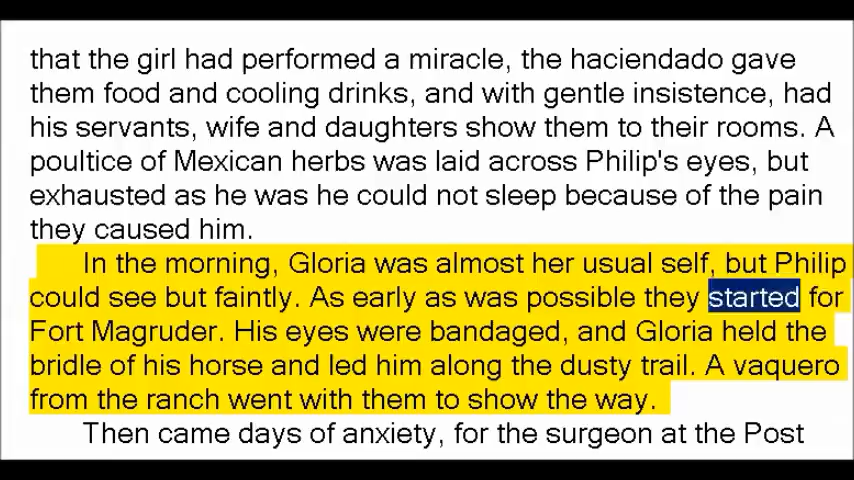 that the girl had performed a miracle, the haciendado gave
them food and cooling drinks, and with gentle insistence, had
his servants, wife and daughters show them to their rooms. A
poultice of Mexican herbs was laid across Philip's eyes, but
exhausted as he was he could not sleep because of the pain
they caused him.
In the morning, Gloria was almost her usual self, but Philip
could see but faintly. As early as was possible they started for
Fort Magruder. His eyes were bandaged, and Gloria held the
bridle of his horse and led him along the dusty trail. A vaquero
from the ranch went with them to show the way.
Then came days of anxiety, for the surgeon at the Post